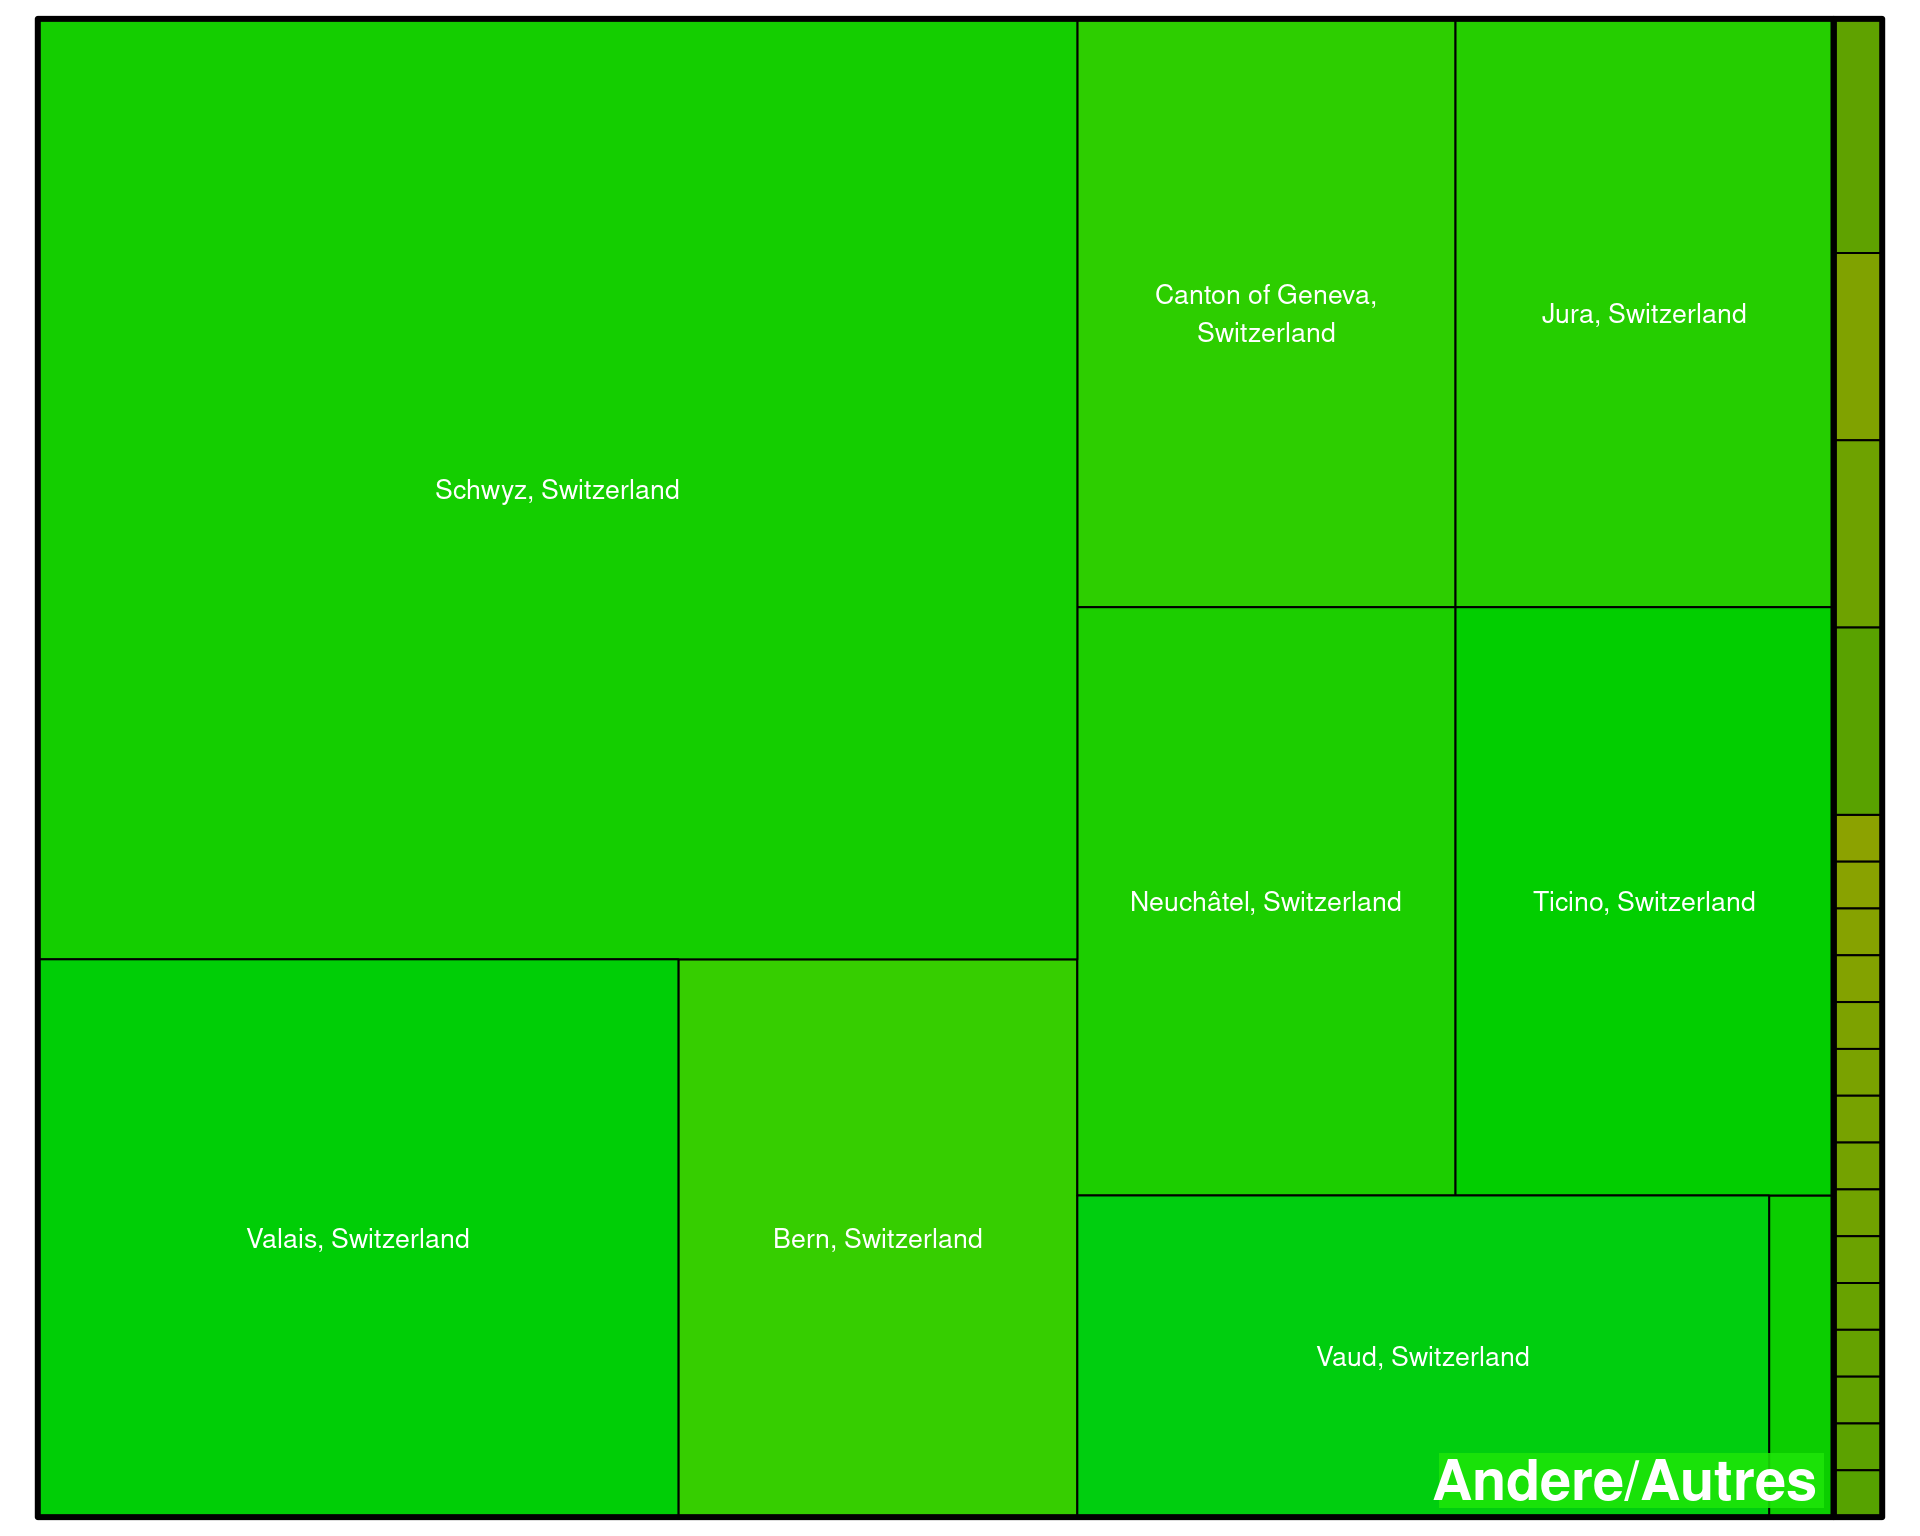 Schwyz, Switzerland
Canton of Geneva,
Switzerland
Jura, Switzerland
Neuchâtel, Switzerland
Ticino, Switzerland
Valais, Switzerland
Bern, Switzerland
Vaud, Switzerland
Andere/Autres